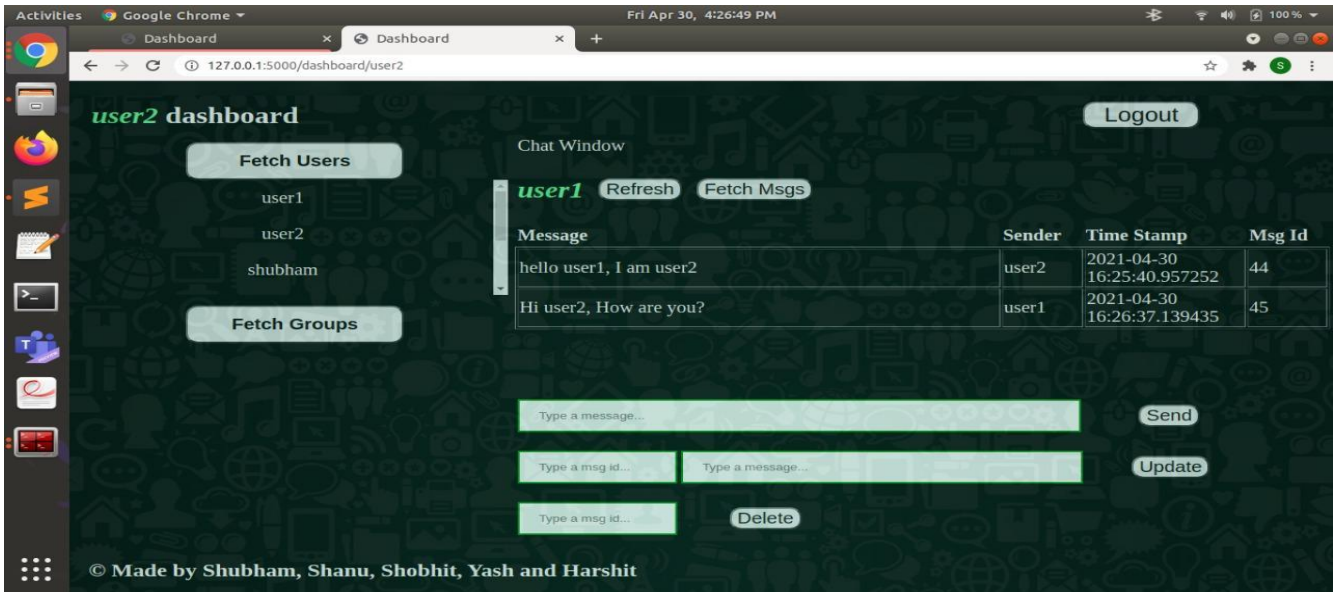 Activities Google Chrome Fri Apr 30, 4:26:49 PM 100 %
Dashboard Dashboard
127.0.0.1:5000/dashboard/user2 S
user2 dashboard Logout
Fetch Users
Chat Window
user1
user2
shubham
Fetch Groups
user1 Refresh Fetch Msgs
Message Sender Time Stamp Msg Id
hello user1, I am user2 user2 2021-04-30 44
16:25:40.957252
Hi user2, How are you? user1 2021-04-30 45
16:26:37.139435
Type a message... Send
Type a msg id... Type a message... Update
Type a msg id... Delete
© Made by Shubham, Shanu, Shobhit, Yash and Harshit